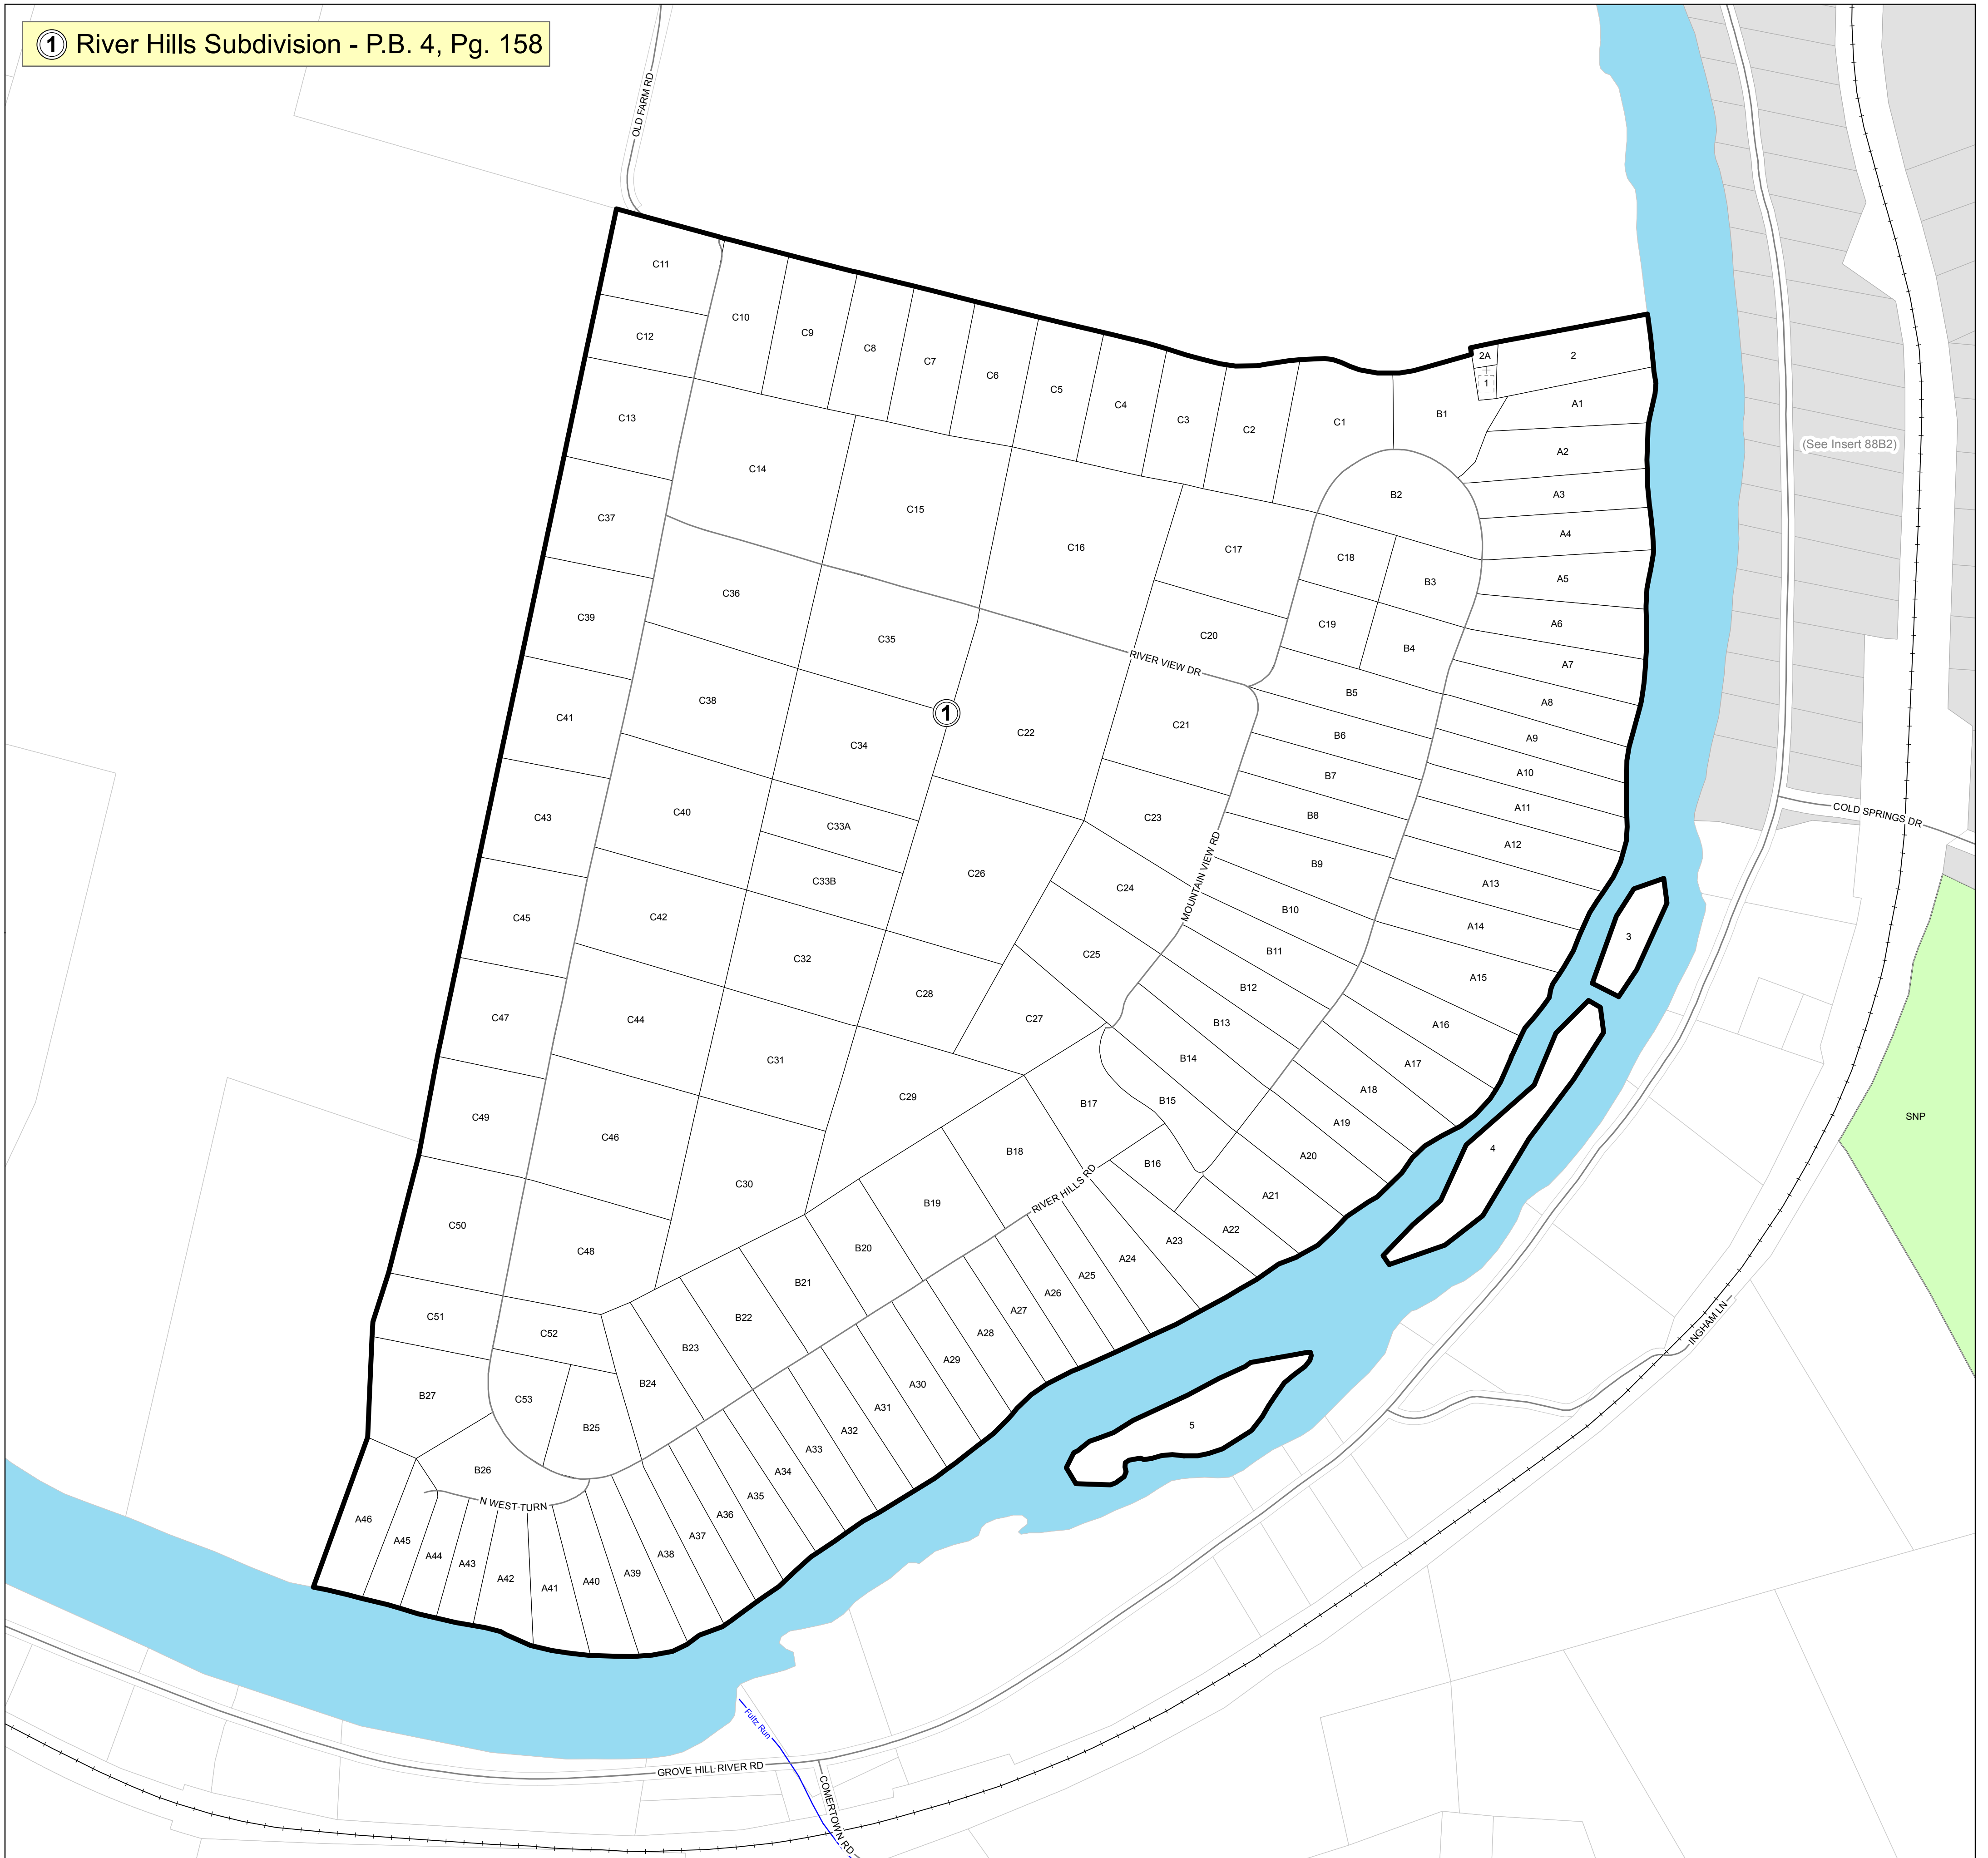 1 River Hills Subdivision - P.B. 4, Pg. 158
OLD FARM RD
C11
C10
C12
C9
C8
C7
C6
C5
C4
C3
C2
C1
B1
2A
2
1
A1
A2
C13
C14
B2
A3
C37
C15
A4
C16
C17
C18
B3
A5
C36
C39
C35
C20
C19
B4
A6
RIVER VIEW DR
A7
C38
C41
1
C34
C22
C21
B5
A8
B6
A9
B7
A10
C40
C43
C33A
C23
B8
A11
A12
MOUNTAIN VIEW RD
C33B
C26
C24
B9
A13
C45
C42
B10
A14
3
C32
C25
B11
A15
C28
B12
C47
C44
C27
B13
A16
C31
B14
A17
C49
C29
B17
B15
A18
C46
B18
A19
4
C30
B16
A20
RIVER HILLS RD
B19
A21
C50
C48
B20
A22
A23
B21
A24
A25
A26
C51
C52
B22
A27
A28
B23
A29
B27
C53
B24
A30
B25
A31
5
A32
A33
B26
A34
A35
N WEST TURN
A46
A45
A44
A43
A42
A41
A40
A39
A38
A37
A36
(See Insert 88B2)
COLD SPRINGS DR
SNP
INGHAM LN
Fultz Run
GROVE HILL RIVER RD
COMERTOWN RD